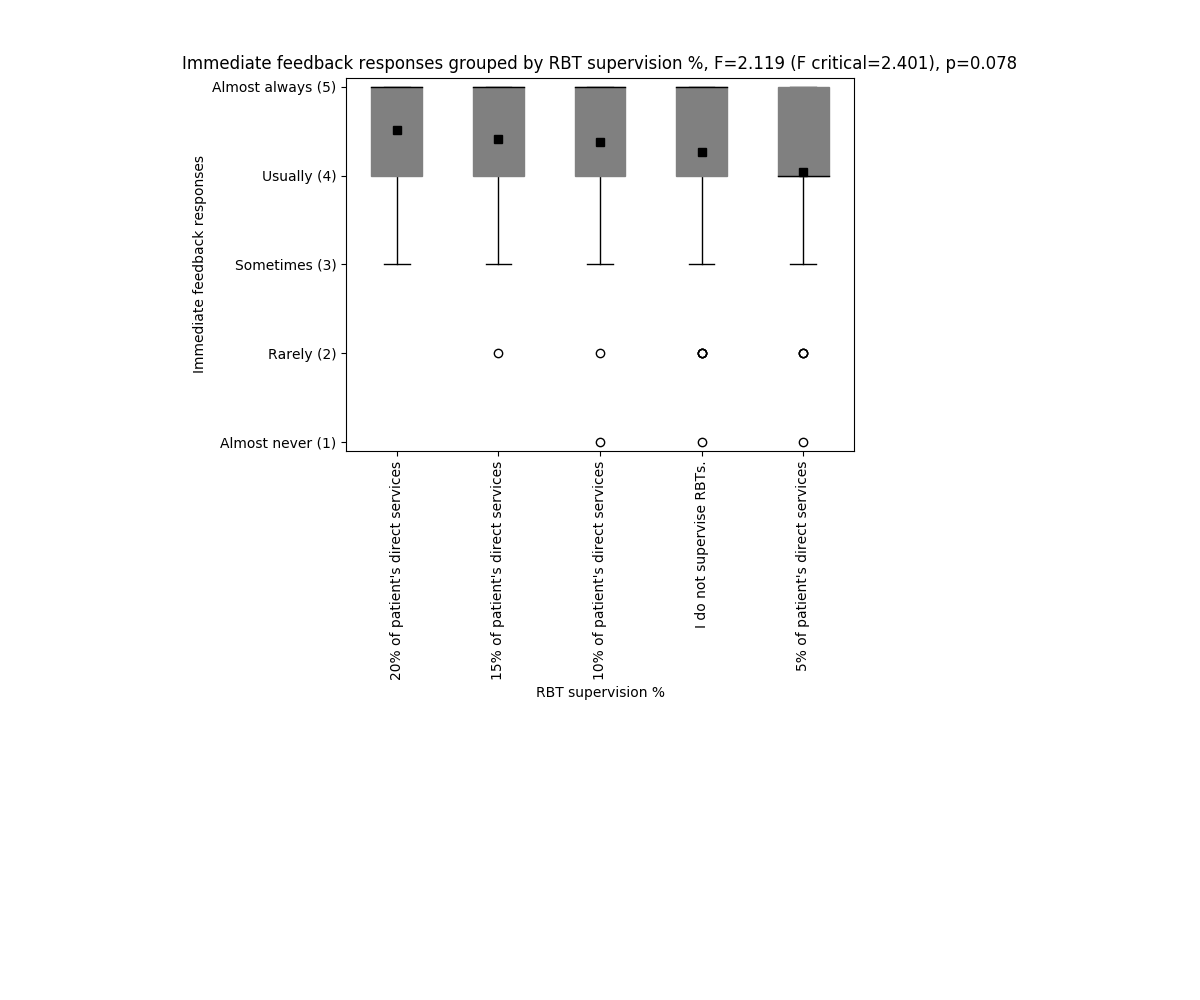 Immediate feedback responses grouped by RBT supervision %, F=2.119 (F critical=2.401), p=0.078
Immediate feedback responses
Almost always (5)
Usually (4)
Sometimes (3)
Rarely (2)
Almost never (1)
20% of patient's direct services
15% of patient's direct services
10% of patient's direct services
I do not supervise RBTs.
5% of patient's direct services
RBT supervision %